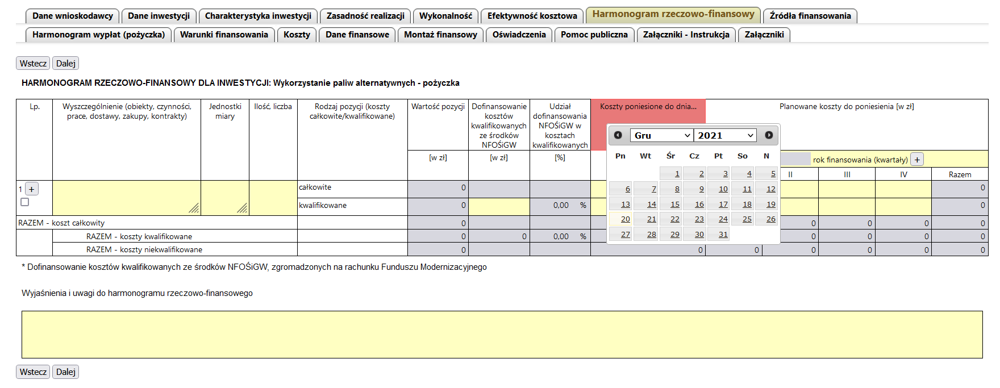 Dane wnioskodawcy Dane inwestycji Charakterystyka inwestycji Zasadność realizacji Wykonalność Efektywność kosztowa Harmonogram rzeczowo-finansowy Źródła finansowania
Harmonogram wypłat (pożyczka) Warunki finansowania Koszty Dane finansowe Montaż finansowy Oświadczenia Pomoc publiczna Załączniki - Instrukcja Załączniki
Wstecz Dalej
HARMONOGRAM RZECZOWO-FINANSOWY DLA INWESTYCJI: Wykorzystanie paliw alternatywnych - pożyczka
Lp.
Wyszczególnienie (obiekty, czynności,
prace, dostawy, zakupy, kontrakty)
Jednostki
miary
Ilość, liczba
Rodzaj pozycji (koszty
całkowite/kwalifikowane)
Wartość pozycji
Dofinansowanie
kosztów
kwalifikowanych
ze środków
NFOŚiGW
Udział
dofinansowania
NFOŚiGW w
kosztach
kwalifikowanych
Koszty poniesione do dnia...
Planowane koszty do poniesienia [w zł]
[w zł] [w zł] [%]
rok finansowania (kwartały) +
II III IV Razem
Gru 2021
Pn Wt Śr Cz Pt So N
1 2 3 4 5
6 7 8 9 10 11 12
13 14 15 16 17 18 19
20 21 22 23 24 25 26
27 28 29 30 31
1 +
całkowite 0 0
kwalifikowane 0 0,00 % 0
RAZEM - koszt całkowity 0 0 0 0 0
RAZEM - koszty kwalifikowane 0 0 0,00 % 0 0 0 0
RAZEM - koszty niekwalifikowane 0 0 0 0 0 0 0
* Dofinansowanie kosztów kwalifikowanych ze środków NFOŚiGW, zgromadzonych na rachunku Funduszu Modernizacyjnego
Wyjaśnienia i uwagi do harmonogramu rzeczowo-finansowego
Wstecz Dalej